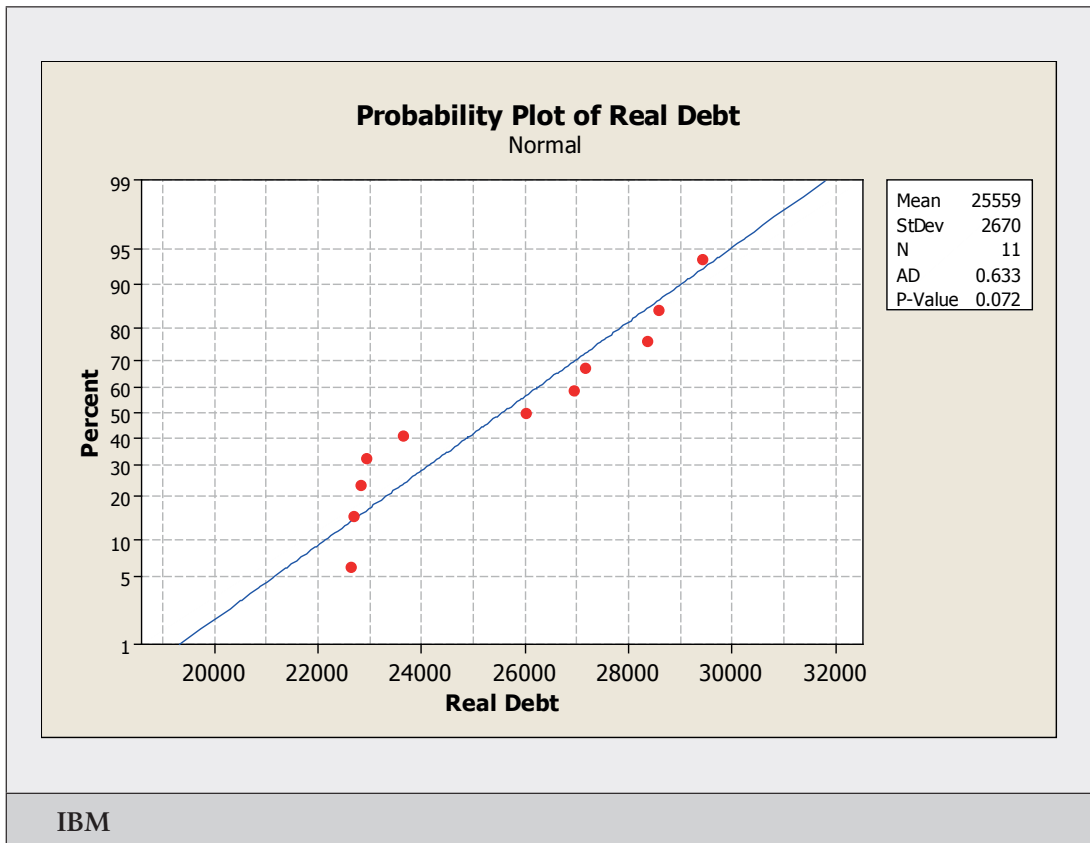 Probability Plot of Real Debt
Normal
99
95
90
80
70
60
50
40
30
20
10
5
1
Percent
20000 22000 24000 26000 28000 30000 32000
Real Debt
Mean 25559
StDev 2670
N 11
AD 0.633
P-Value 0.072
IBM